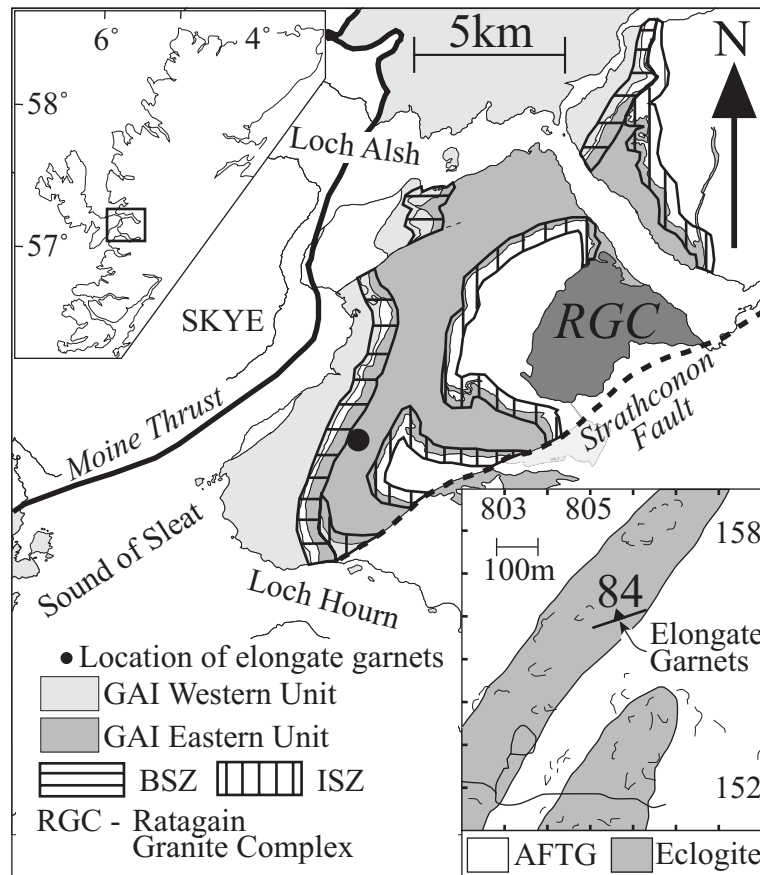 6° 4°
58°
57°
5km
N
Loch Alsh
SKYE
RGC
Moine Thrust
Strathconon
Fault
Sound of Sleat
Loch Hourn
803 805
158
100m
84
Elongate
Garnets
152
AFTG Eclogite
Location of elongate garnets
GAI Western Unit
GAI Eastern Unit
BSZ ISZ
RGC - Ratagain
Granite Complex